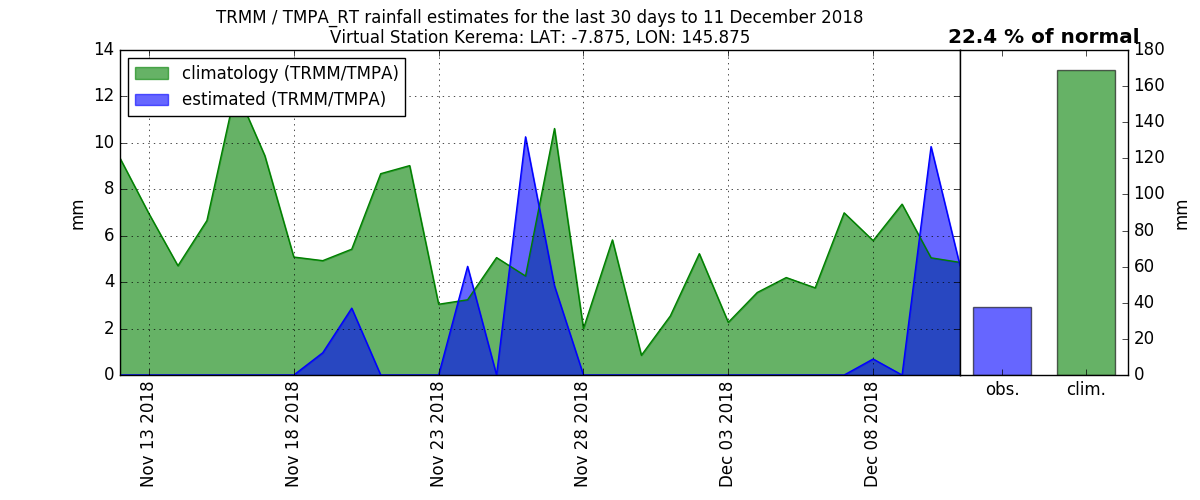 TRMM / TMPA_RT rainfall estimates for the last 30 days to 11 December 2018
Virtual Station Kerema: LAT: -7.875, LON: 145.875
22.4 % of normal
climatology (TRMM/TMPA)
estimated (TRMM/TMPA)
mm
14
12
10
8
6
4
2
0
Nov 13 2018
Nov 18 2018
Nov 23 2018
Nov 28 2018
Dec 03 2018
Dec 08 2018
180
160
140
120
100
80
60
40
20
0
mm
obs.
clim.